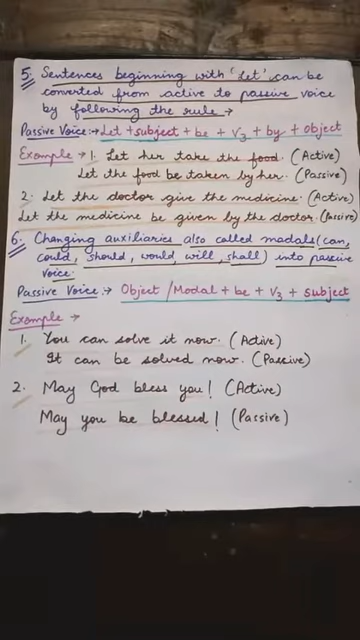 5. Sentences beginning with 'Let' can be
converted from active to passive voice
by following the rule →
Passive Voice:→ Let + subject + be + V3 + by + object
Example → 1. Let her take the food. (Active)
Let the food be taken by her. (Passive)
2. Let the doctor give the medicine. (Active)
Let the medicine be given by the doctor. (Passive)
6. Changing auxiliaries also called madals (can,
could, should, would, will, shall) into passive
voice:
Passive Voice:→ Object / Modal + be + V3 + subject
Example →
1. You can solve it now. (Active)
It can be solved now. (Passive)
2. May God bless you! (Active)
May you be blessed! (Passive)